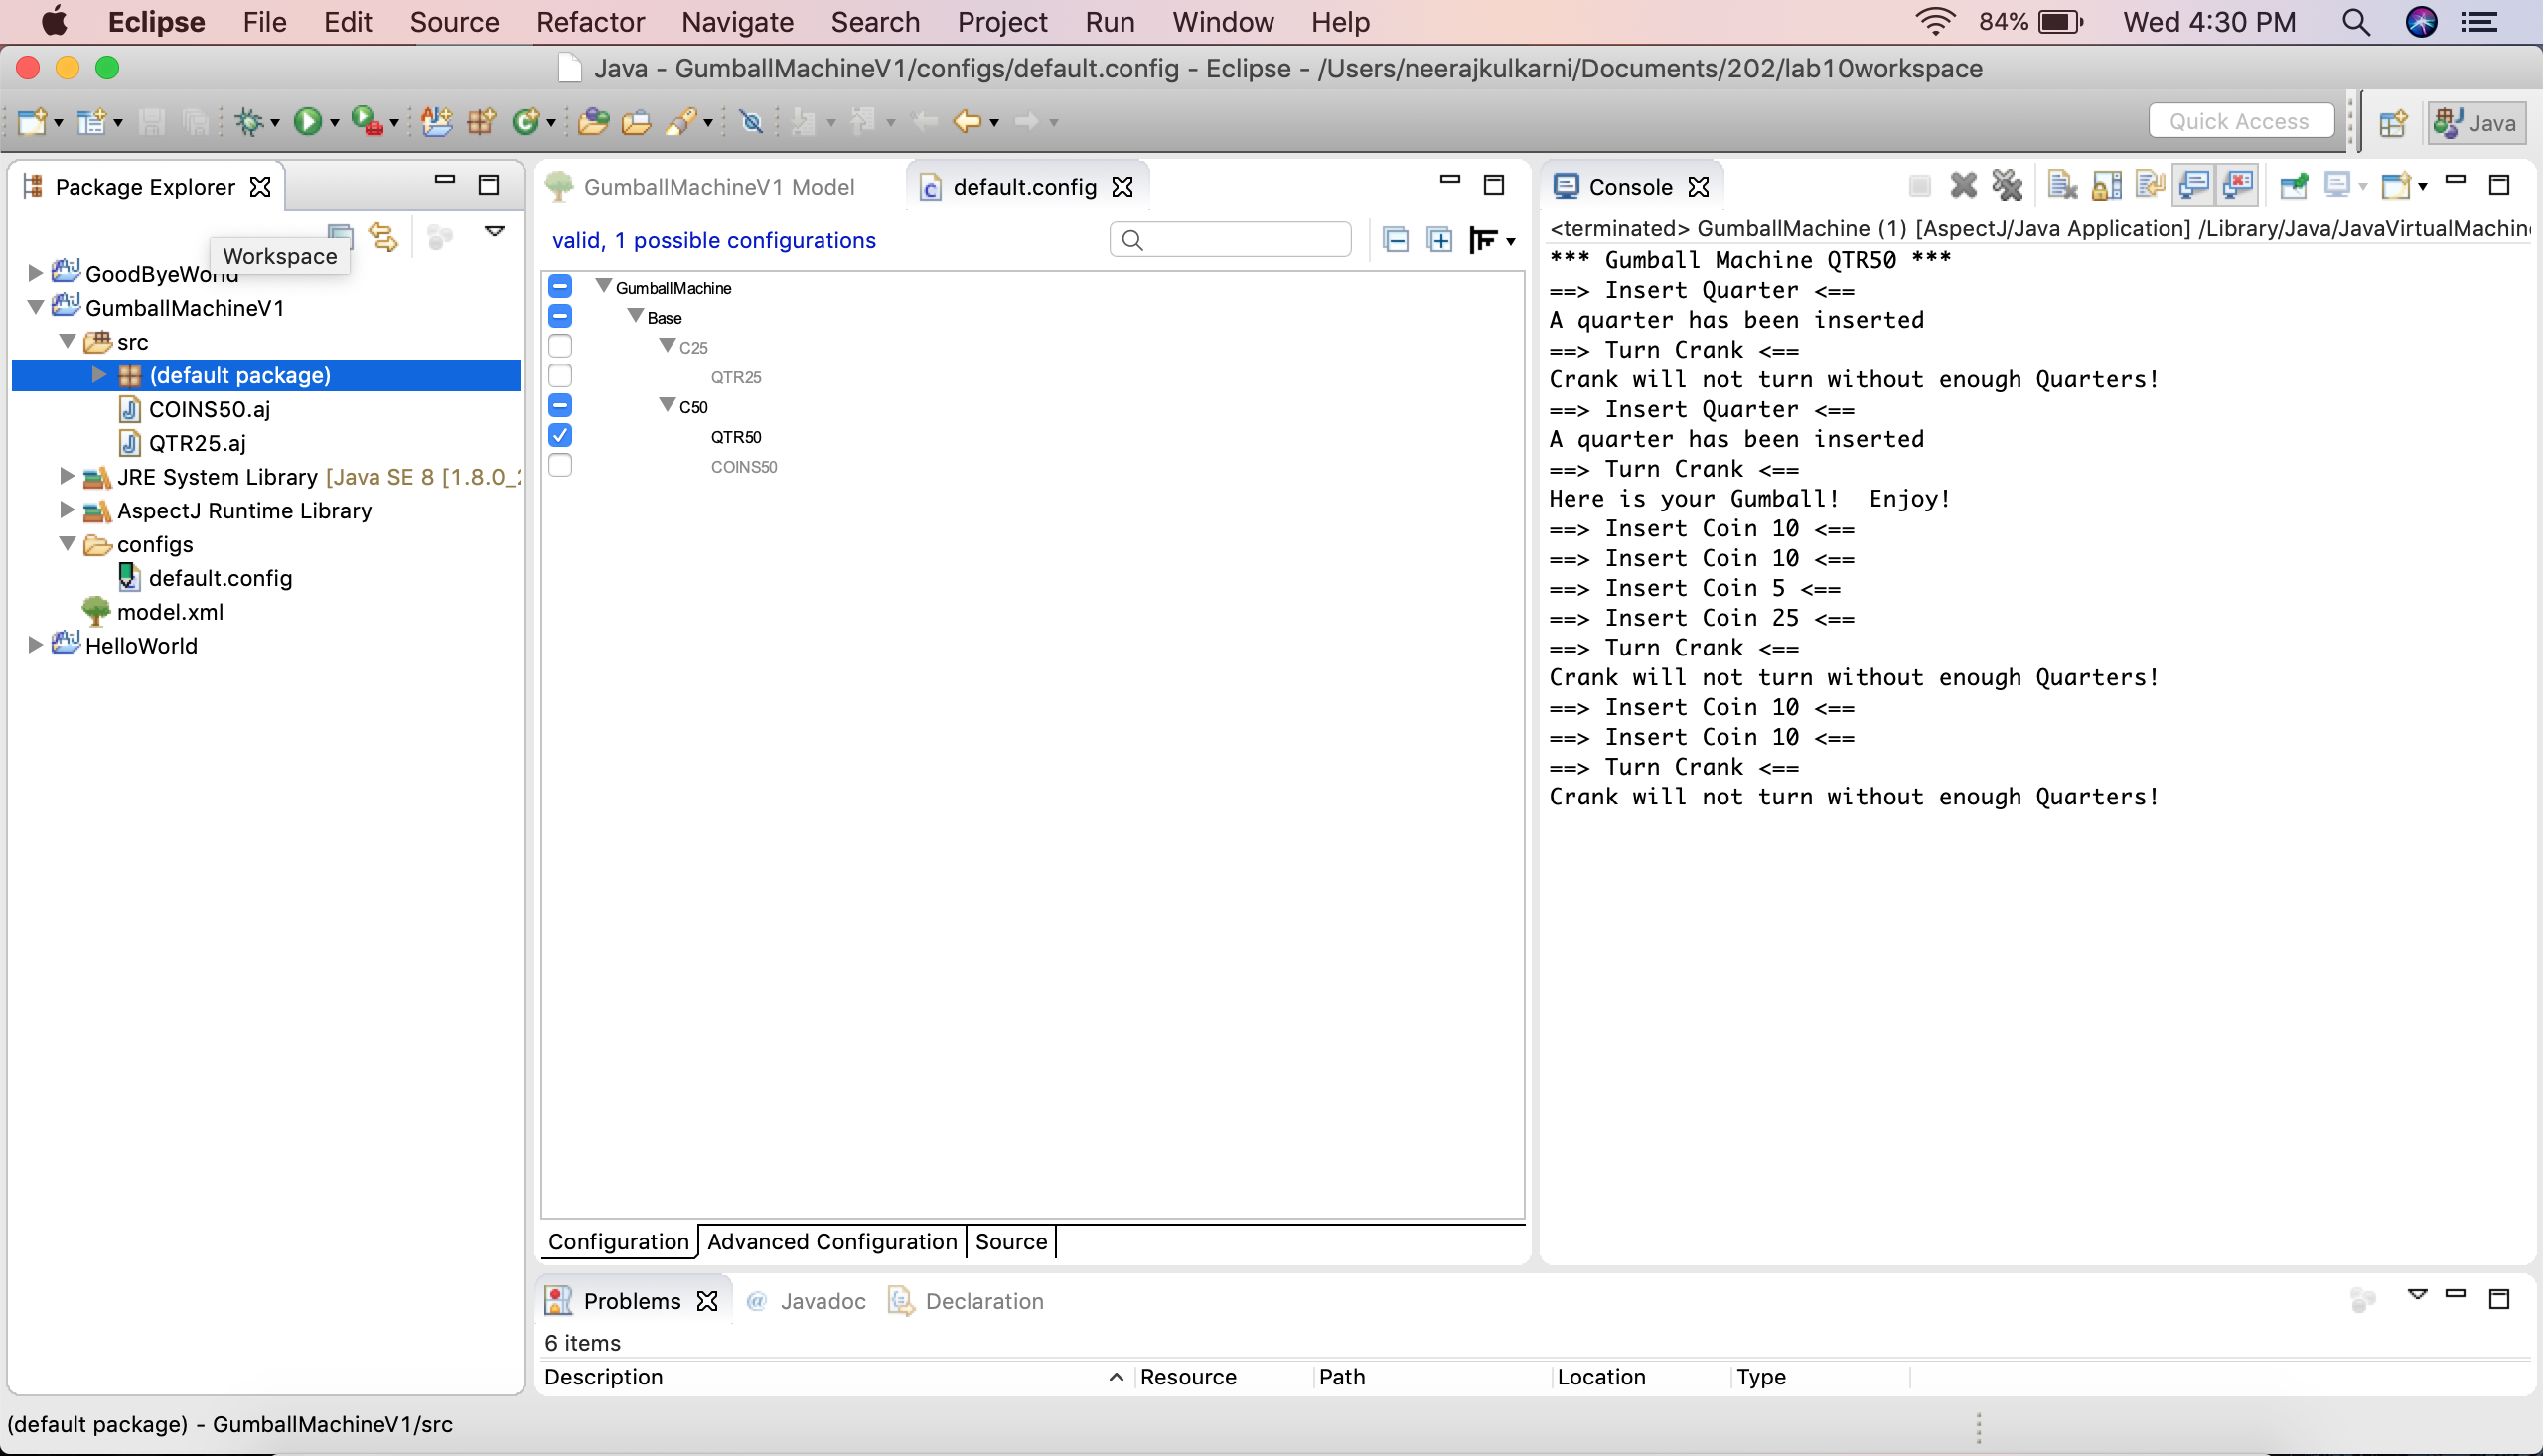 Eclipse File Edit Source Refactor Navigate Search Project Run Window Help 84% Wed 4:30 PM
Java - GumballMachineV1/configs/default.config - Eclipse - /Users/neerajkulkarni/Documents/202/lab10workspace
Quick Access Java
Package Explorer
Workspace
GoodByeWorld
GumballMachineV1
src
(default package)
COINS50.aj
QTR25.aj
JRE System Library [Java SE 8 [1.8.0_
AspectJ Runtime Library
configs
default.config
model.xml
HelloWorld
GumballMachineV1 Model default.config
valid, 1 possible configurations
GumballMachine
Base
C25
QTR25
C50
QTR50
COINS50
Configuration Advanced Configuration Source
Console
<terminated> GumballMachine (1) [AspectJ/Java Application] /Library/Java/JavaVirtualMachin
*** Gumball Machine QTR50 ***
==> Insert Quarter <==
A quarter has been inserted
==> Turn Crank <==
Crank will not turn without enough Quarters!
==> Insert Quarter <==
A quarter has been inserted
==> Turn Crank <==
Here is your Gumball!  Enjoy!
==> Insert Coin 10 <==
==> Insert Coin 10 <==
==> Insert Coin 5 <==
==> Insert Coin 25 <==
==> Turn Crank <==
Crank will not turn without enough Quarters!
==> Insert Coin 10 <==
==> Insert Coin 10 <==
==> Turn Crank <==
Crank will not turn without enough Quarters!
Problems @ Javadoc Declaration
6 items
Description Resource Path Location Type
(default package) - GumballMachineV1/src